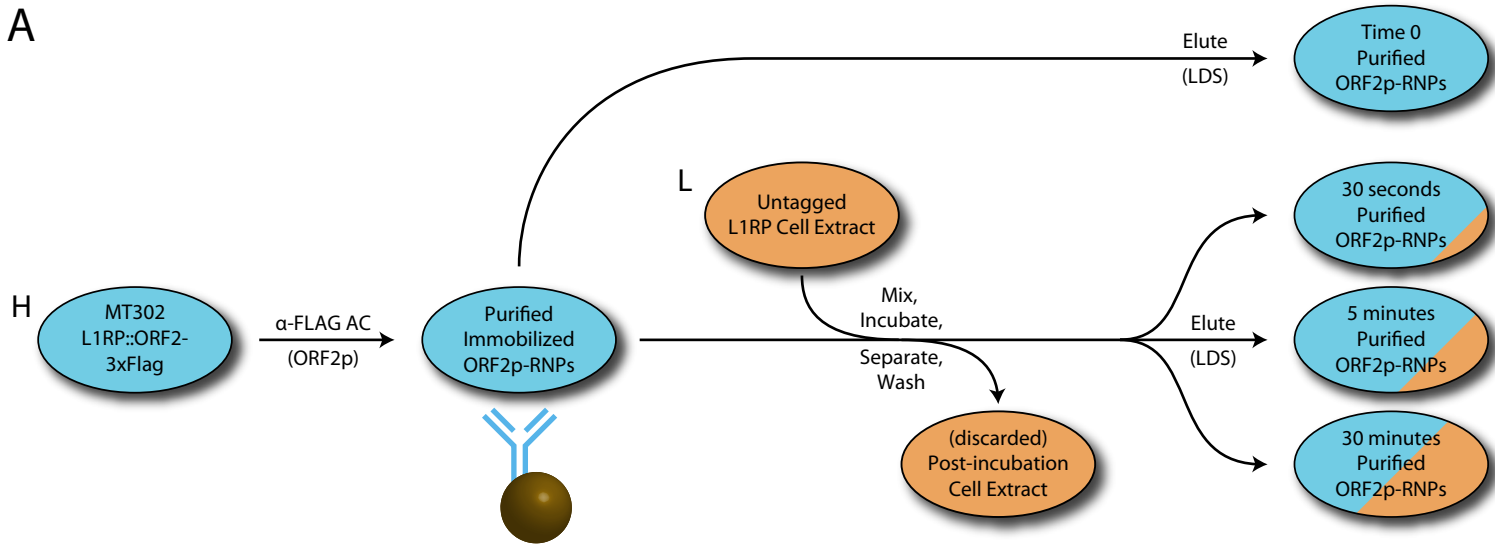 A
Elute
(LDS)
Time 0
Purified
ORF2p-RNPs
L
Untagged
L1RP Cell Extract
30 seconds
Purified
ORF2p-RNPs
H
MT302
L1RP::ORF2-
3xFlag
α-FLAG AC
(ORF2p)
Purified
Immobilized
ORF2p-RNPs
Mix,
Incubate,
Separate,
Wash
Elute
(LDS)
5 minutes
Purified
ORF2p-RNPs
(discarded)
Post-incubation
Cell Extract
30 minutes
Purified
ORF2p-RNPs